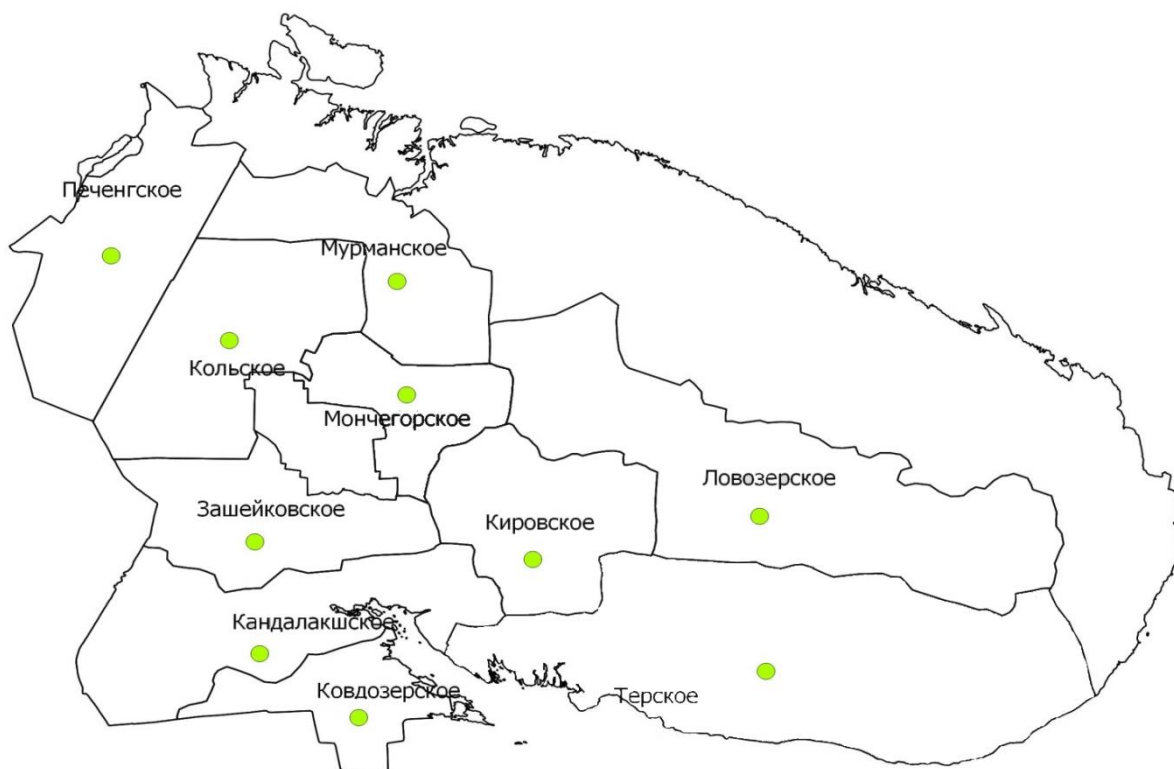 Печенгское
Мурманское
Кольское
Мончегорское
Ловозерское
Зашейковское
Кировское
Кандалакшское
Ковдозерское
Терское